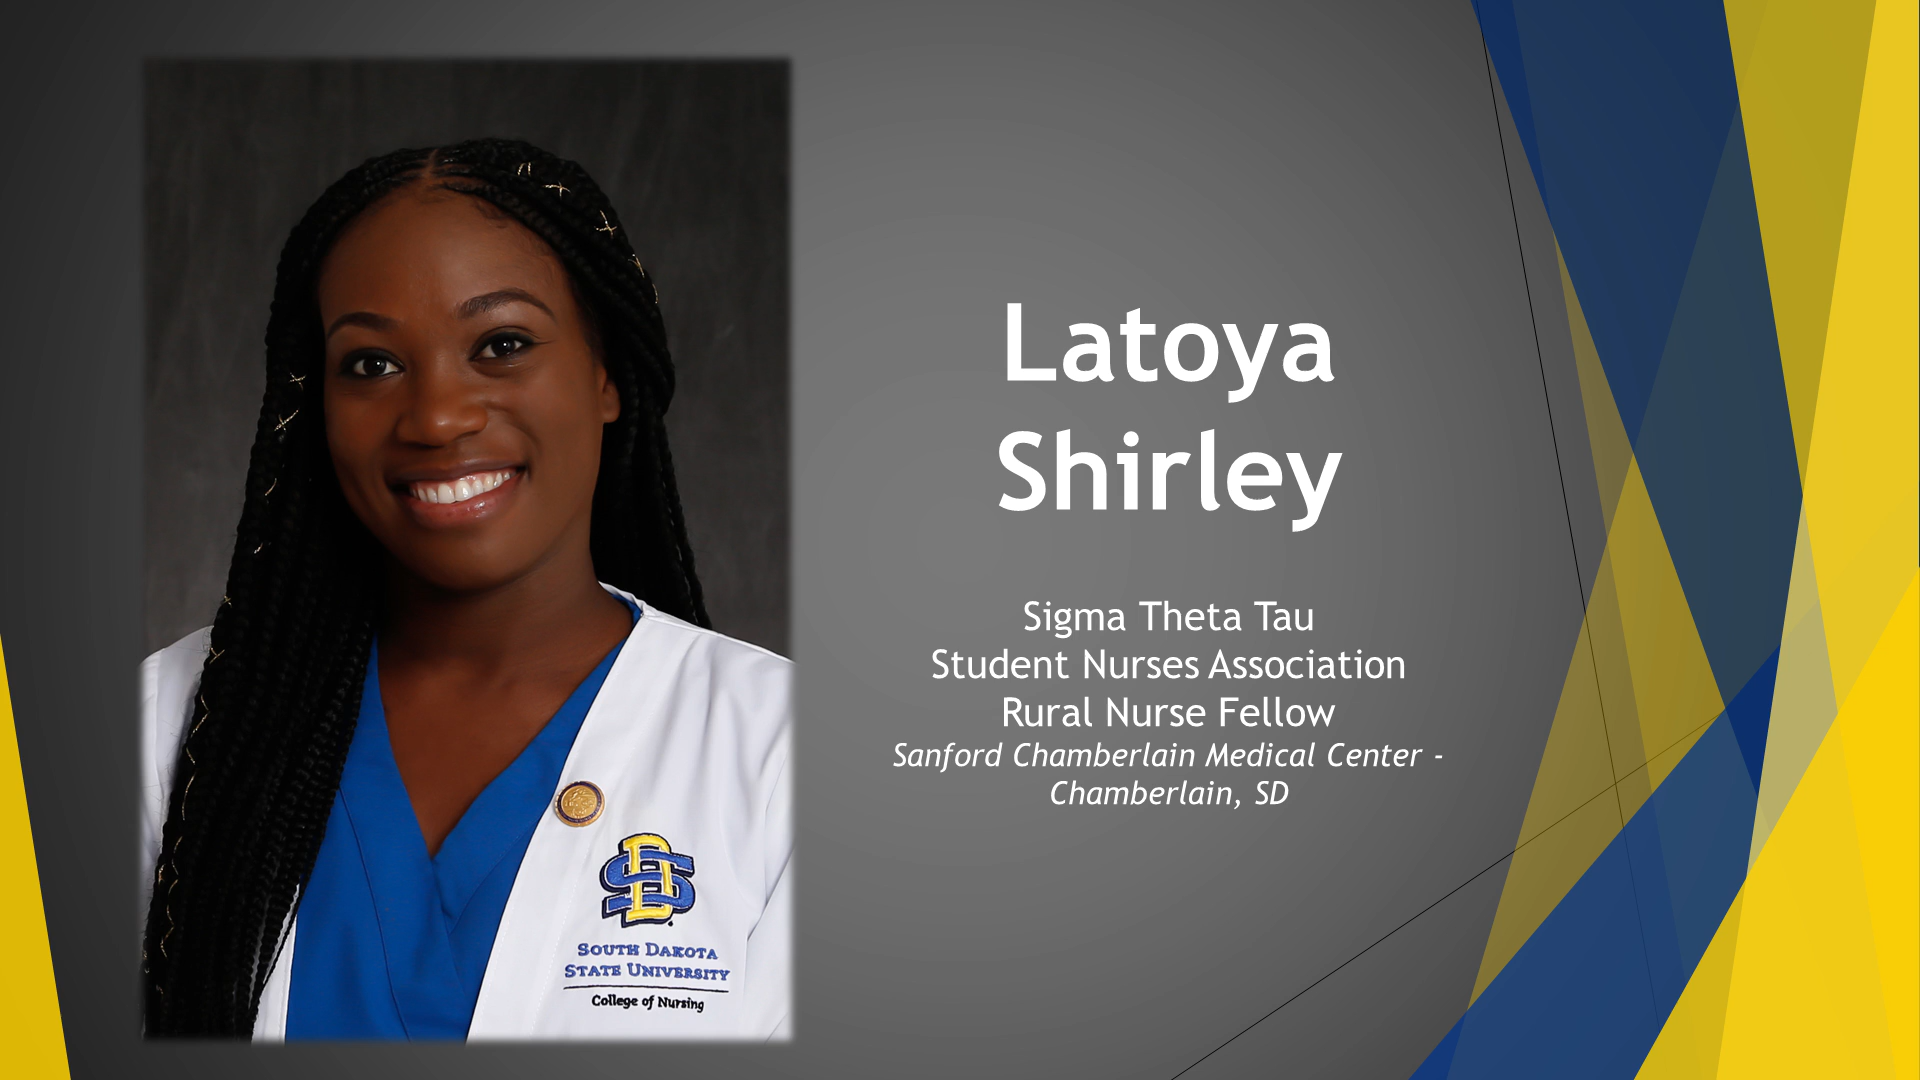 Latoya
Shirley
Sigma Theta Tau
Student Nurses Association
Rural Nurse Fellow
Sanford Chamberlain Medical Center -
Chamberlain, SD
SD
SOUTH DAKOTA
STATE UNIVERSITY
College of Nursing